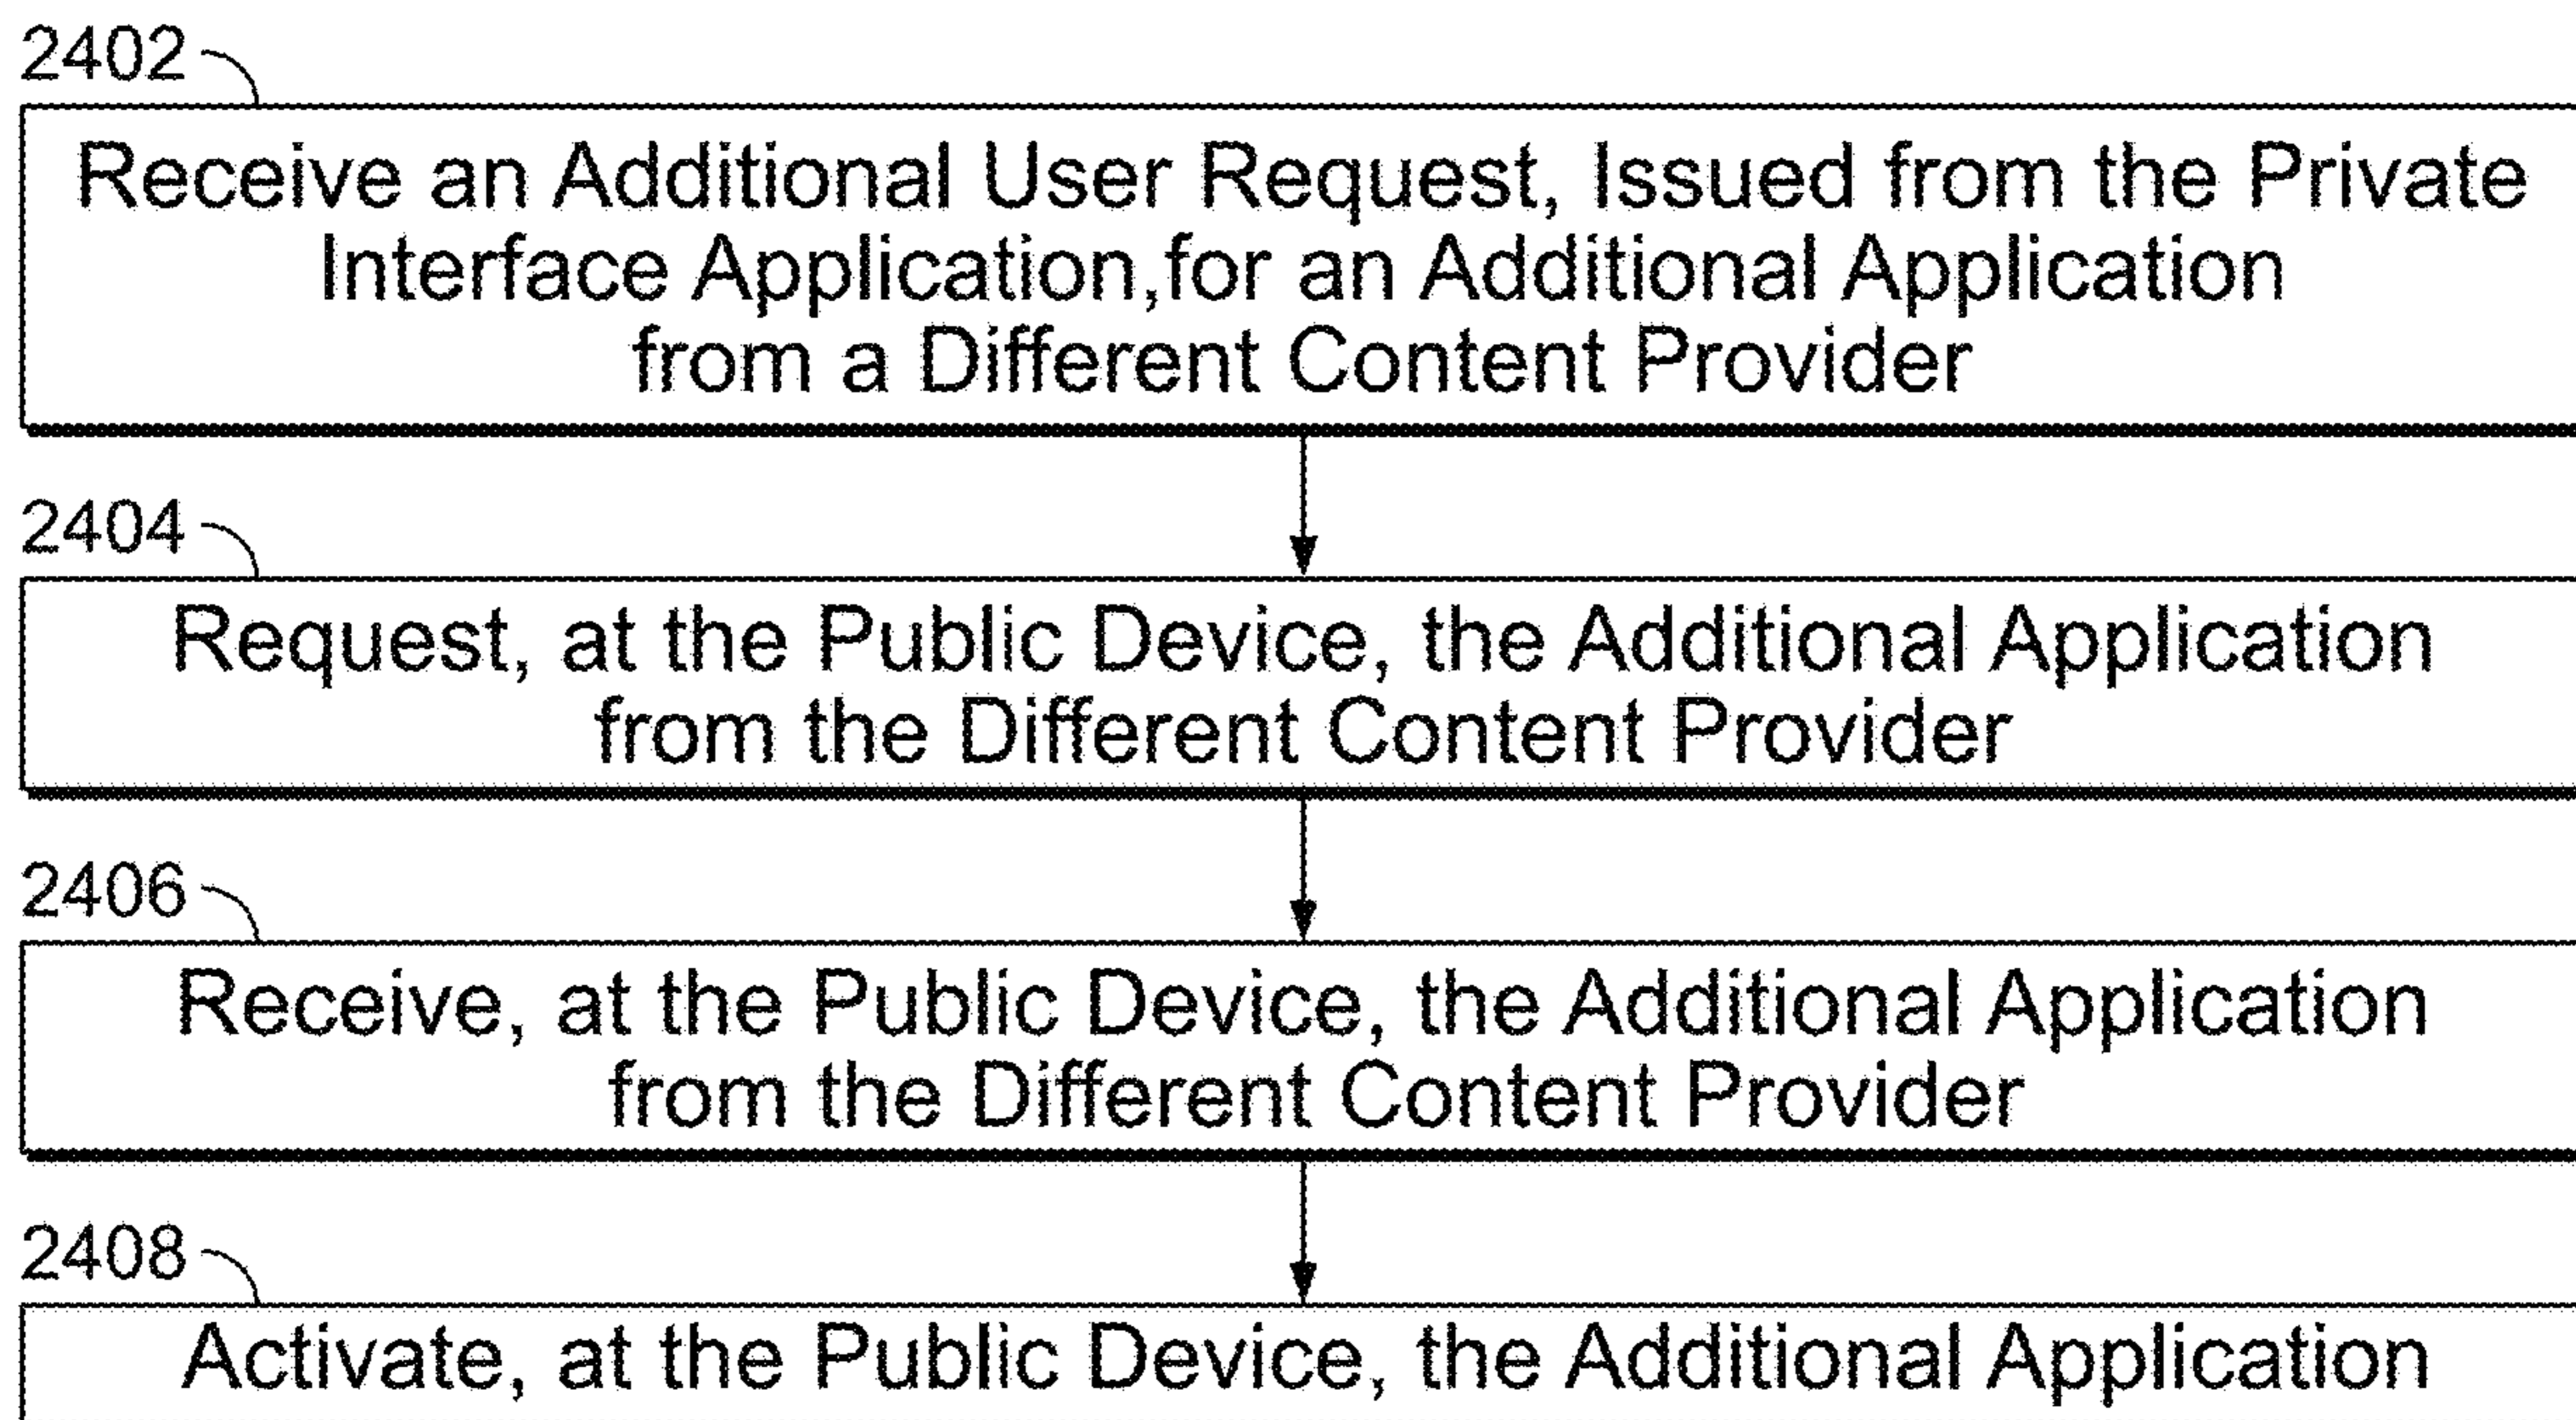 2402
Receive an Additional User Request, Issued from the Private
Interface Application,for an Additional Application
from a Different Content Provider
2404
Request, at the Public Device, the Additional Application
from the Different Content Provider
2406
Receive, at the Public Device, the Additional Application
from the Different Content Provider
2408
Activate, at the Public Device, the Additional Application